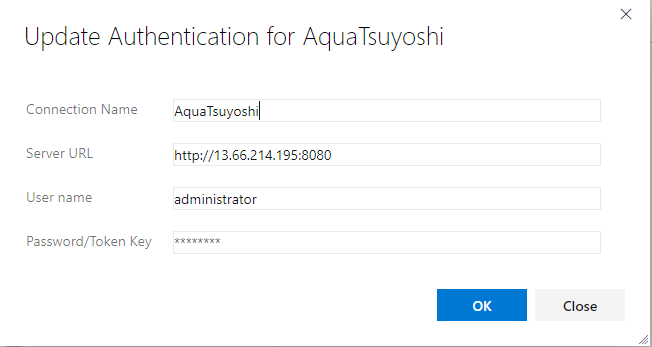 Update Authentication for AquaTsuyoshi
Connection Name AquaTsuyoshi
Server URL http://13.66.214.195:8080
User name administrator
Password/Token Key ********
OK Close